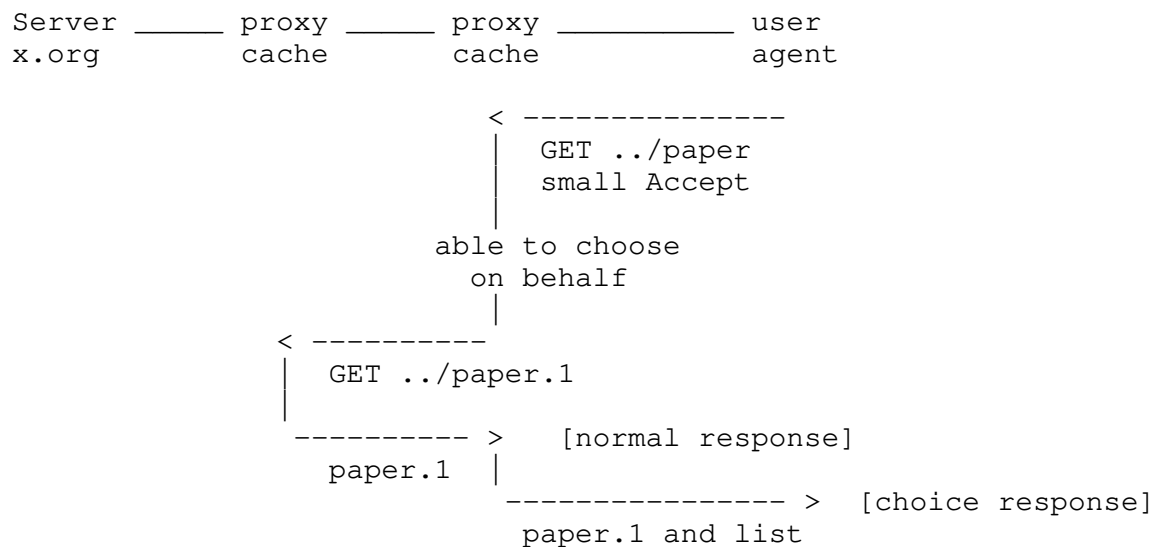 Server _____ proxy _____ proxy __________ user
x.org cache cache agent
< ---------------
| GET ../paper
| small Accept
|
able to choose
on behalf
|
< ----------
| GET ../paper.1
|
---------- > [normal response]
paper.1 |
---------------- > [choice response]
paper.1 and list